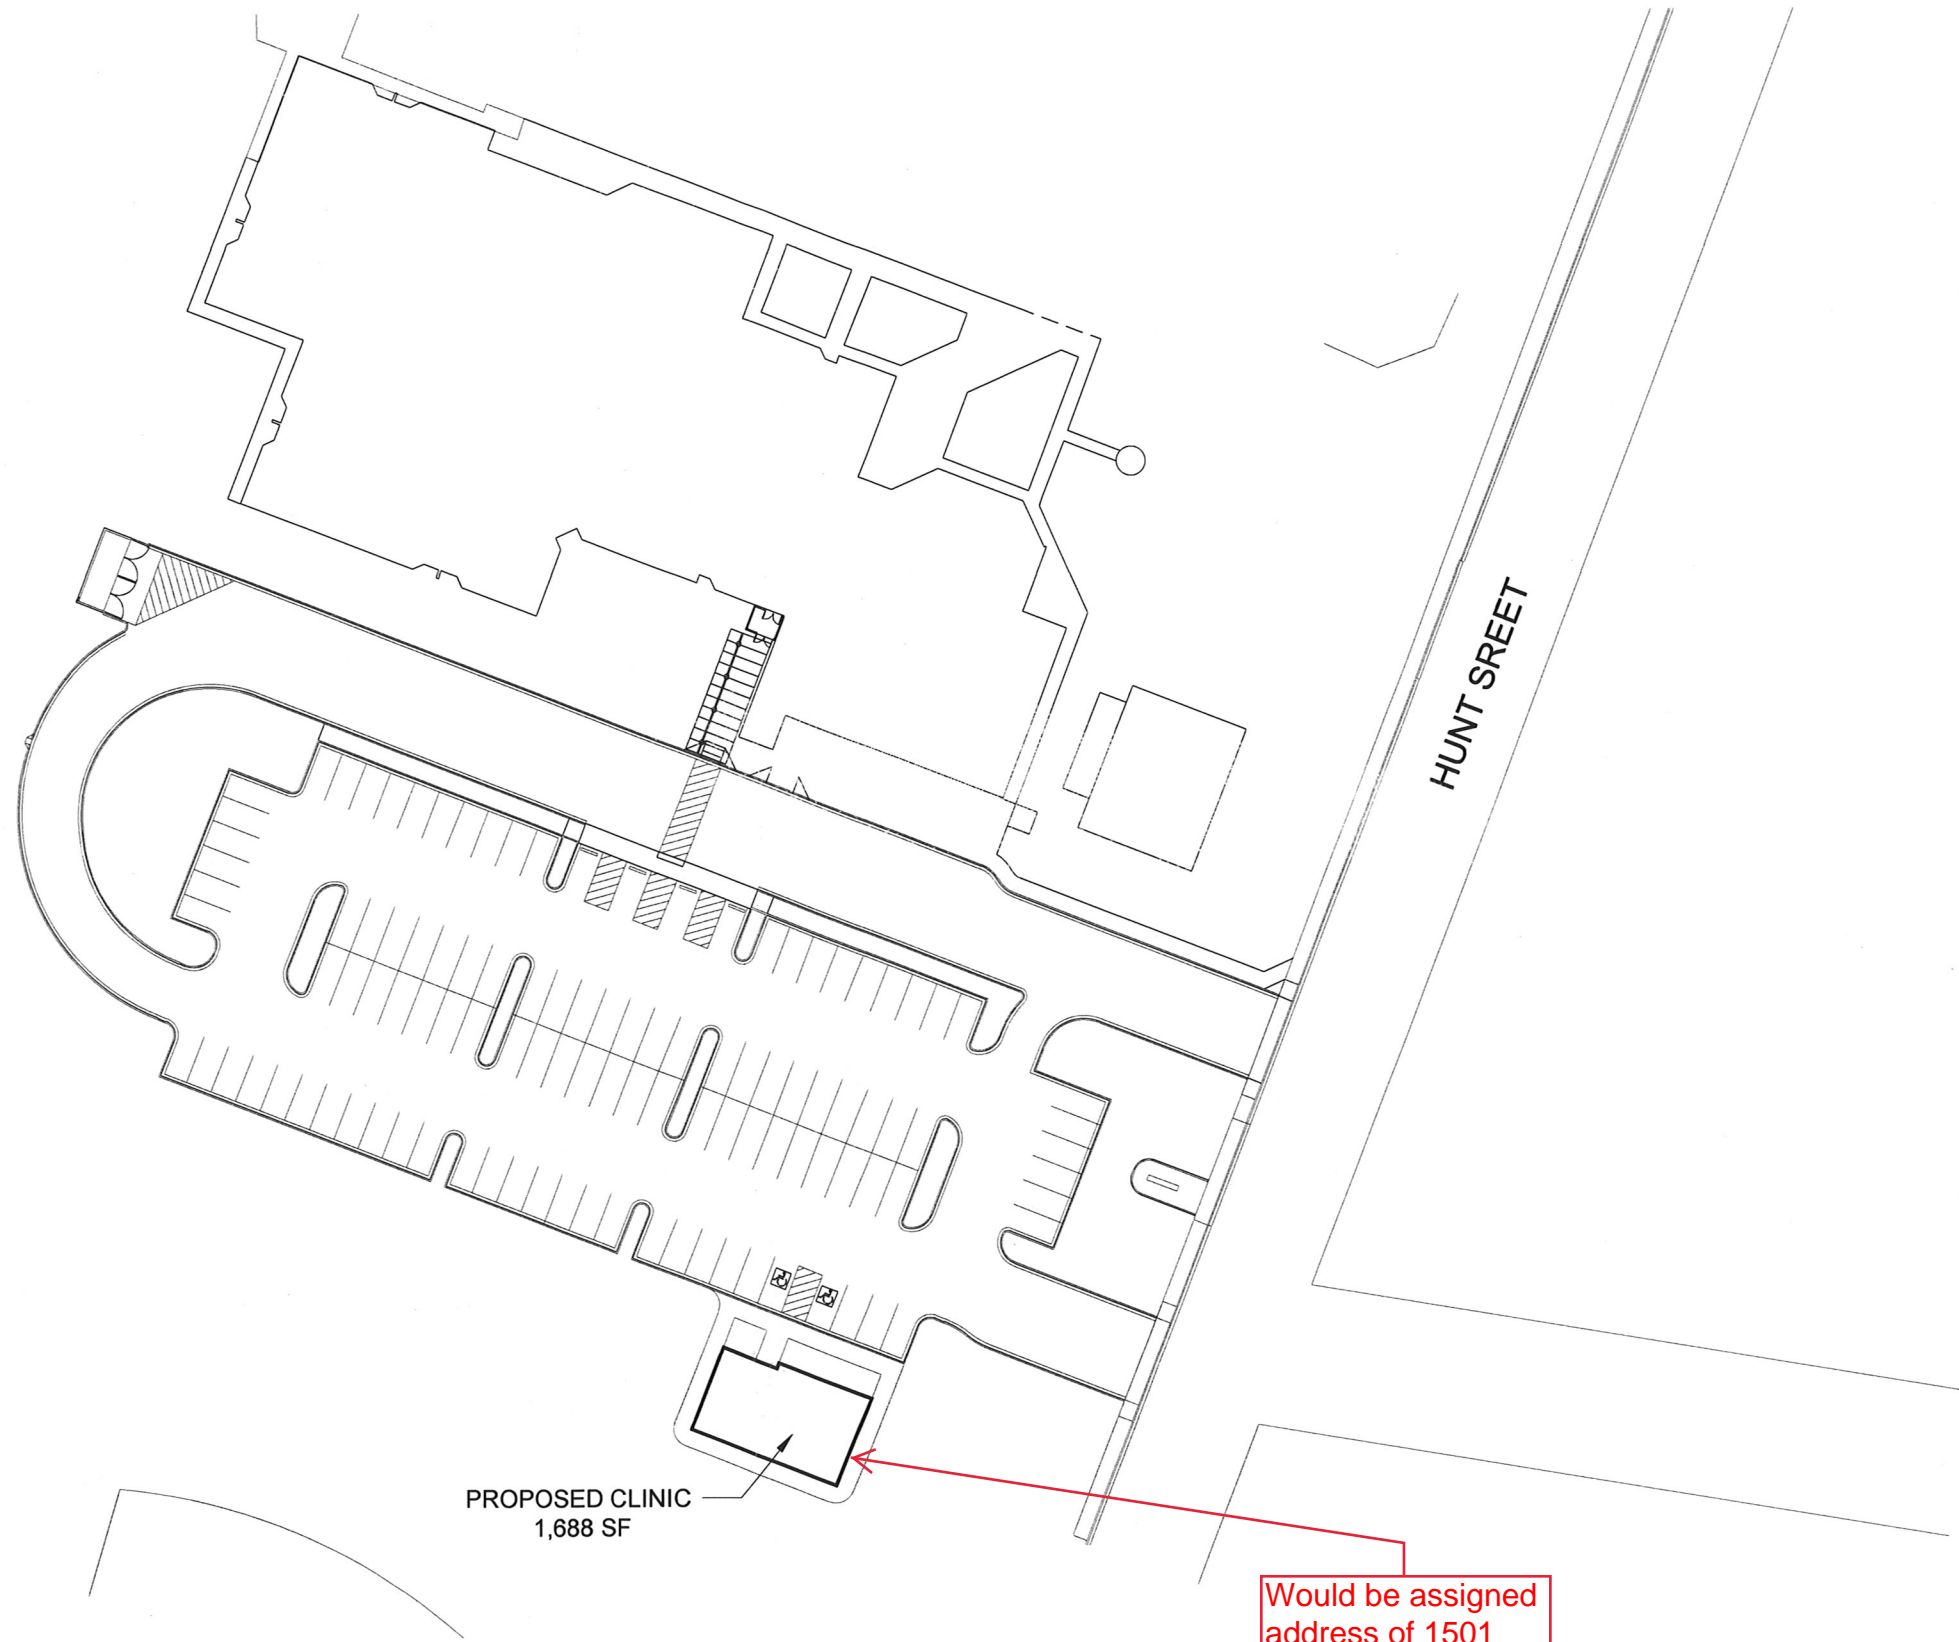 HUNT SREET
PROPOSED CLINIC
1,688 SF
Would be assigned
address of 1501